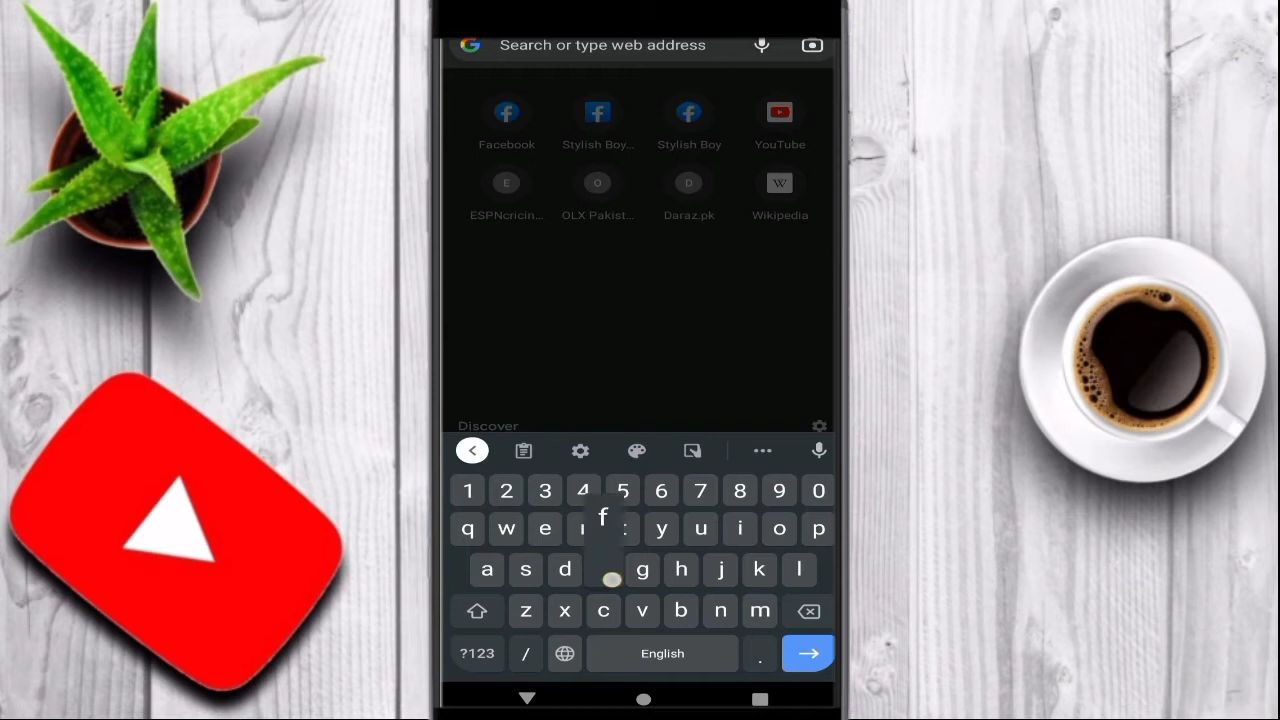 Search or type web address
Facebook Stylish Boy... Stylish Boy YouTube
E O D W
ESPNcricin... OLX Pakist... Daraz.pk Wikipedia
Discover
1 2 3 4 5 6 7 8 9 0
f
q w e r t y u i o p
a s d g h j k l
z x c v b n m
?123 / English .